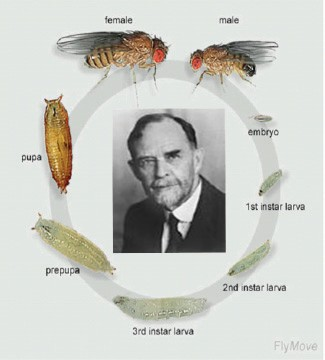 female
male
embryo
1st instar larva
2nd instar larva
3rd instar larva
prepupa
pupa
FlyMove